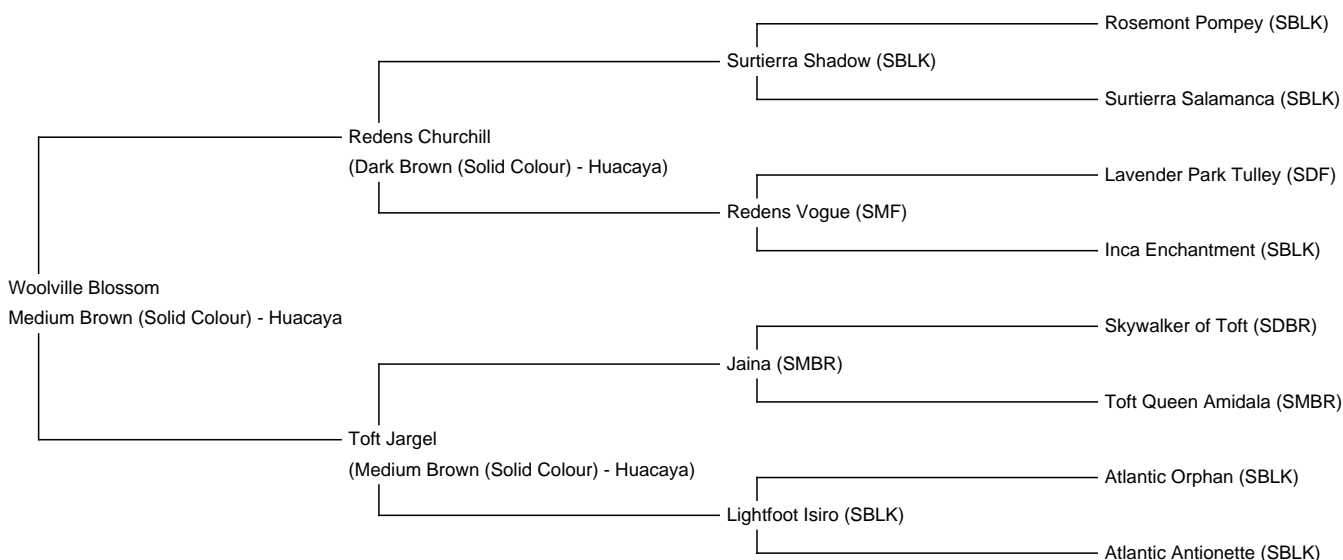 Rosemont Pompey (SBLK)
Surtierra Shadow (SBLK)
Surtierra Salamanca (SBLK)
Redens Churchill
(Dark Brown (Solid Colour) - Huacaya)
Lavender Park Tulley (SDF)
Redens Vogue (SMF)
Inca Enchantment (SBLK)
Woolville Blossom
Medium Brown (Solid Colour) - Huacaya
Skywalker of Toft (SDBR)
Jaina (SMBR)
Toft Queen Amidala (SMBR)
Toft Jargel
(Medium Brown (Solid Colour) - Huacaya)
Atlantic Orphan (SBLK)
Lightfoot Isiro (SBLK)
Atlantic Antionette (SBLK)